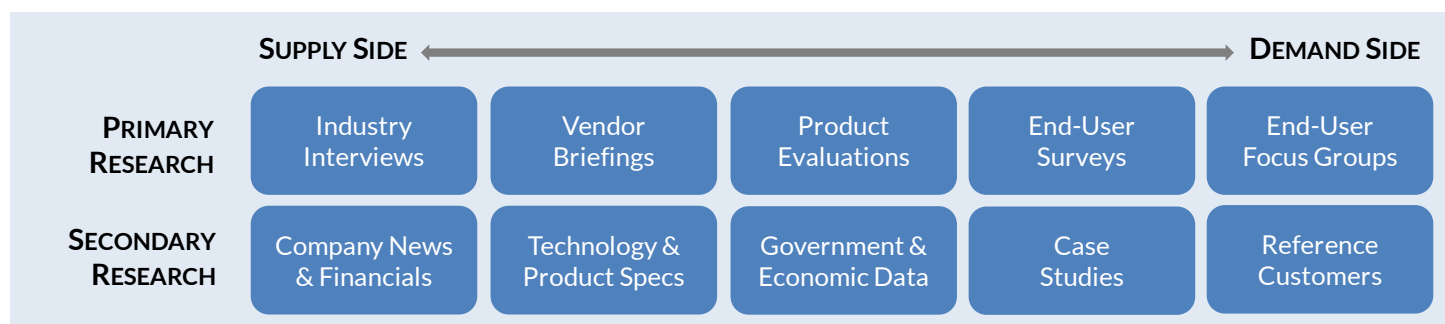 SUPPLY SIDE
DEMAND SIDE
PRIMARY
RESEARCH
Industry
Interviews
Vendor
Briefings
Product
Evaluations
End-User
Surveys
End-User
Focus Groups
SECONDARY
RESEARCH
Company News
& Financials
Technology &
Product Specs
Government &
Economic Data
Case
Studies
Reference
Customers